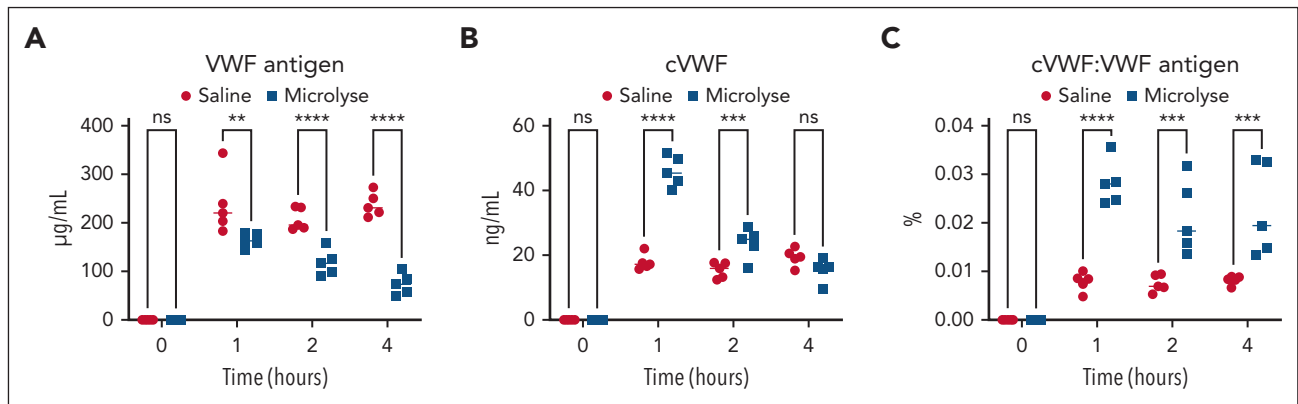 A
VWF antigen
Saline Microlyse
ns ** **** ****
400
300
200
100
0
µg/mL
0 1 2 4
Time (hours)
B
cVWF
Saline Microlyse
ns **** *** ns
60
40
20
0
ng/mL
0 1 2 4
Time (hours)
C
cVWF:VWF antigen
Saline Microlyse
ns **** *** ***
0.04
0.03
0.02
0.01
0.00
%
0 1 2 4
Time (hours)